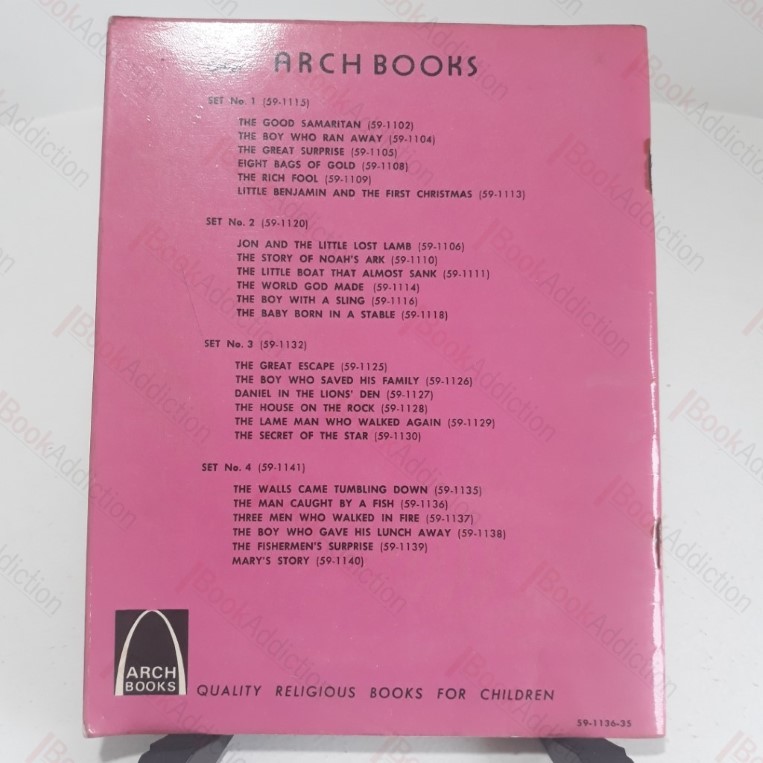 ARCH BOOKS
SET No. 1 (59-1115)
THE GOOD SAMARITAN (59-1102)
THE BOY WHO RAN AWAY (59-1104)
THE GREAT SURPRISE (59-1105)
EIGHT BAGS OF GOLD (59-1108)
THE RICH FOOL (59-1109)
LITTLE BENJAMIN AND THE FIRST CHRISTMAS (59-1113)
SET No. 2 (59-1120)
JON AND THE LITTLE LOST LAMB (59-1106)
THE STORY OF NOAH'S ARK (59-1110)
THE LITTLE BOAT THAT ALMOST SANK (59-1111)
THE WORLD GOD MADE (59-1114)
THE BOY WITH A SLING (59-1116)
THE BABY BORN IN A STABLE (59-1118)
SET No. 3 (59-1132)
THE GREAT ESCAPE (59-1125)
THE BOY WHO SAVED HIS FAMILY (59-1126)
DANIEL IN THE LIONS' DEN (59-1127)
THE HOUSE ON THE ROCK (59-1128)
THE LAME MAN WHO WALKED AGAIN (59-1129)
THE SECRET OF THE STAR (59-1130)
SET No. 4 (59-1141)
THE WALLS CAME TUMBLING DOWN (59-1135)
THE MAN CAUGHT BY A FISH (59-1136)
THREE MEN WHO WALKED IN FIRE (59-1137)
THE BOY WHO GAVE HIS LUNCH AWAY (59-1138)
THE FISHERMEN'S SURPRISE (59-1139)
MARY'S STORY (59-1140)
ARCH
BOOKS
QUALITY RELIGIOUS BOOKS FOR CHILDREN
59-1136-35
BookAddiction